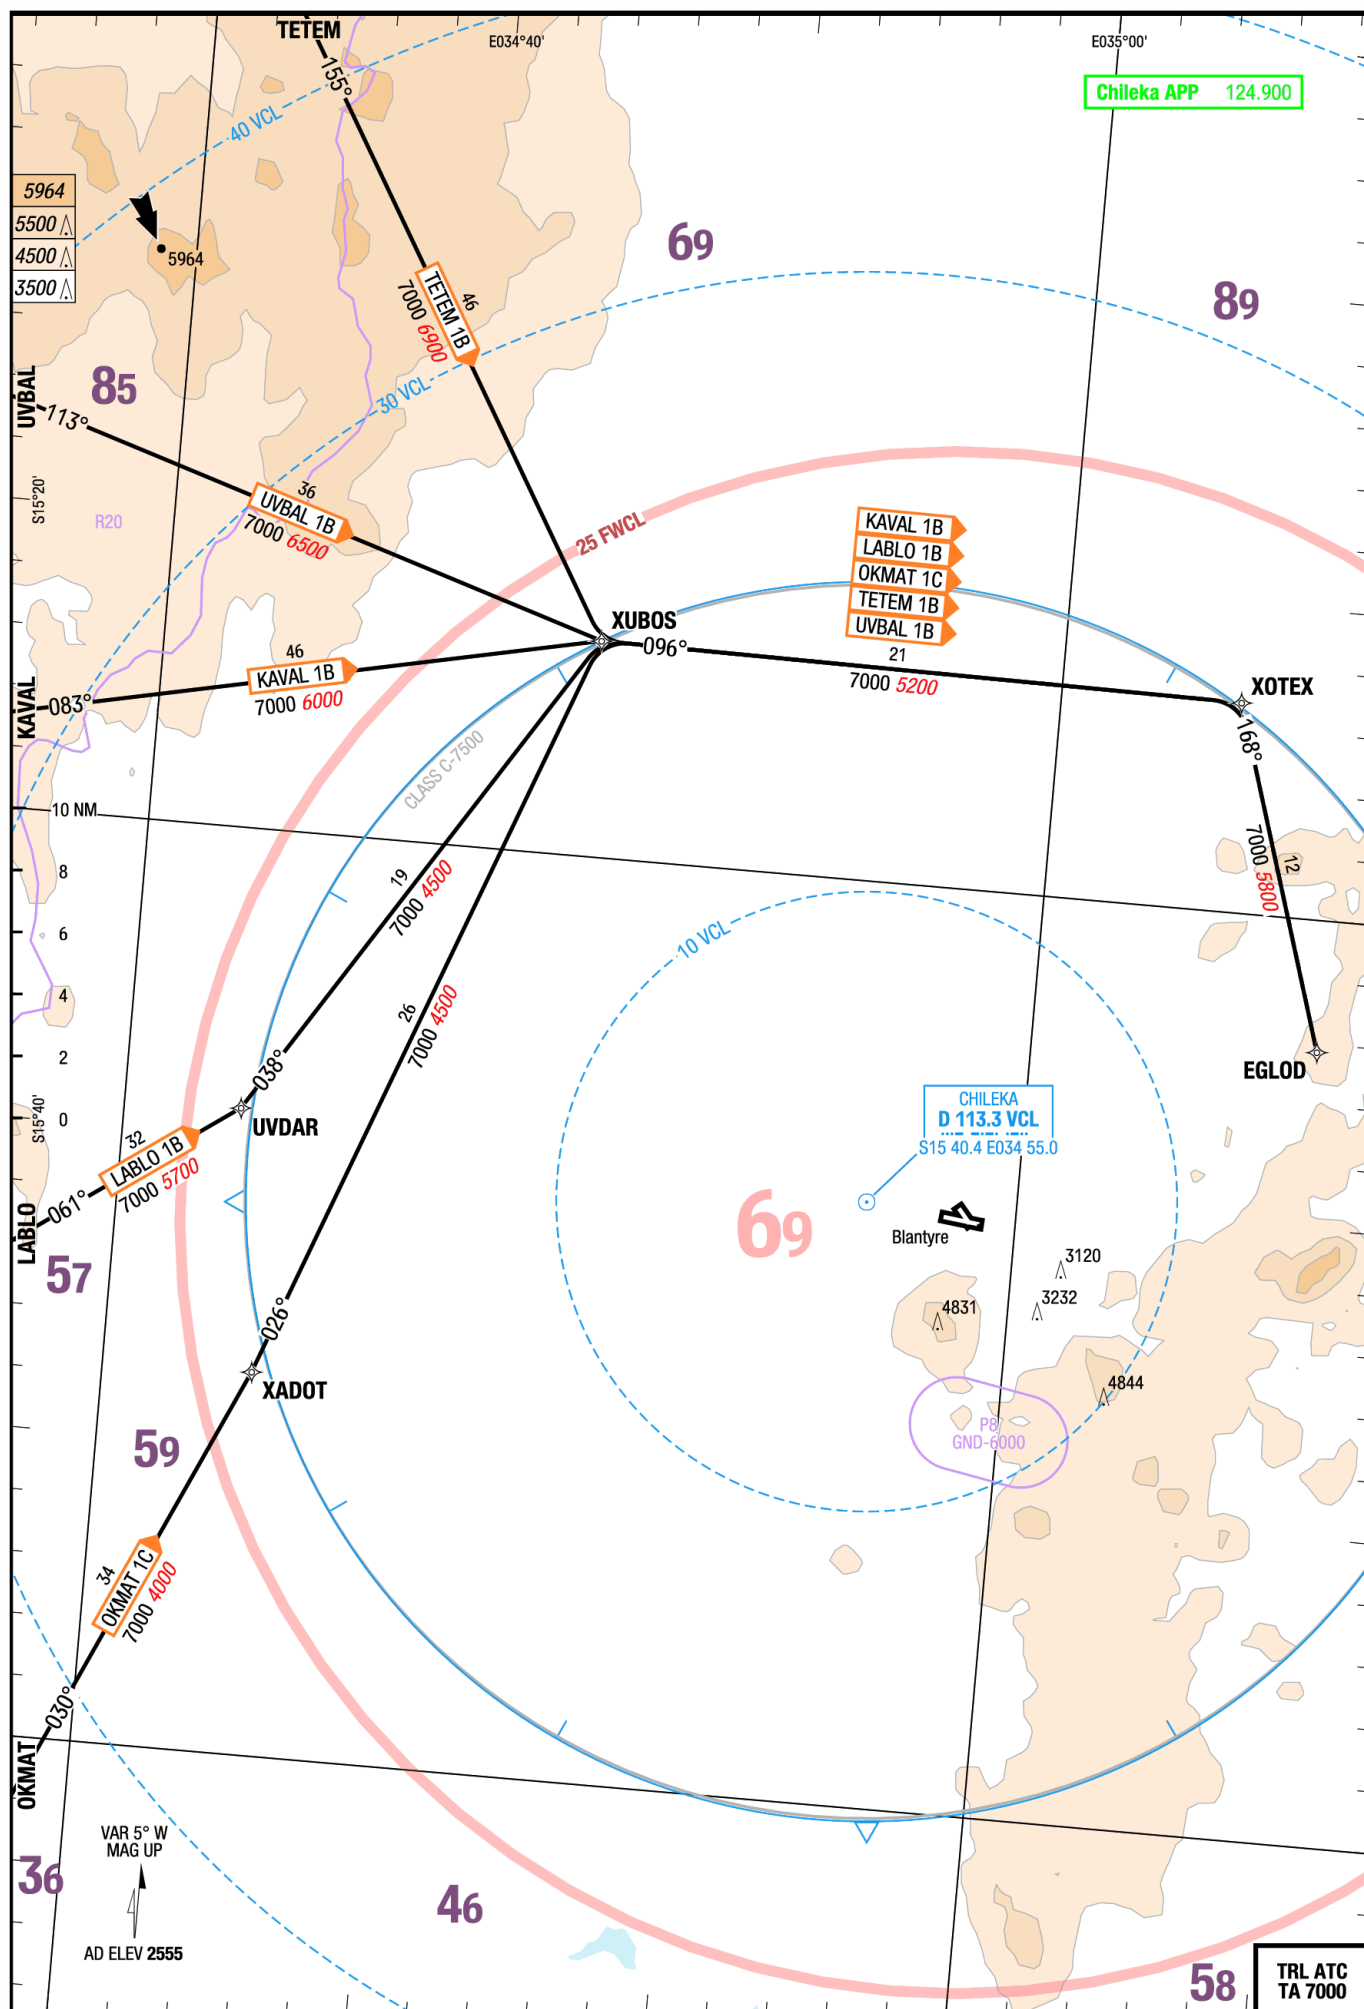 TETEM
E034°40'
E035°00'
155°
Chileka APP 124.900
40 VCL
5964
5500
4500
3500
5964
69
89
46
TETEM 1B
7000 6900
85
30 VCL
UVBAL
113°
S15°20'
R20
36
UVBAL 1B
7000 6500
25 FWCL
KAVAL 1B
LABLO 1B
OKMAT 1C
TETEM 1B
UVBAL 1B
XUBOS
096°
21
7000 5200
46
KAVAL 1B
7000 6000
KAVAL
083°
XOTEX
168°
CLASS C-7500
10 NM
8
6
4
2
0
19
7000 4500
12
7000 5800
10 VCL
26
7000 4500
038°
EGLOD
S15°40'
UVDAR
CHILEKA
D 113.3 VCL
S15 40.4 E034 55.0
32
LABLO 1B
7000 5700
061°
LABLO
69
Blantyre
57
3120
3232
4831
026°
XADOT
4844
P8
GND-6000
59
34
OKMAT 1C
7000 4000
030°
OKMAT
VAR 5° W
MAG UP
36
46
AD ELEV 2555
58
TRL ATC
TA 7000